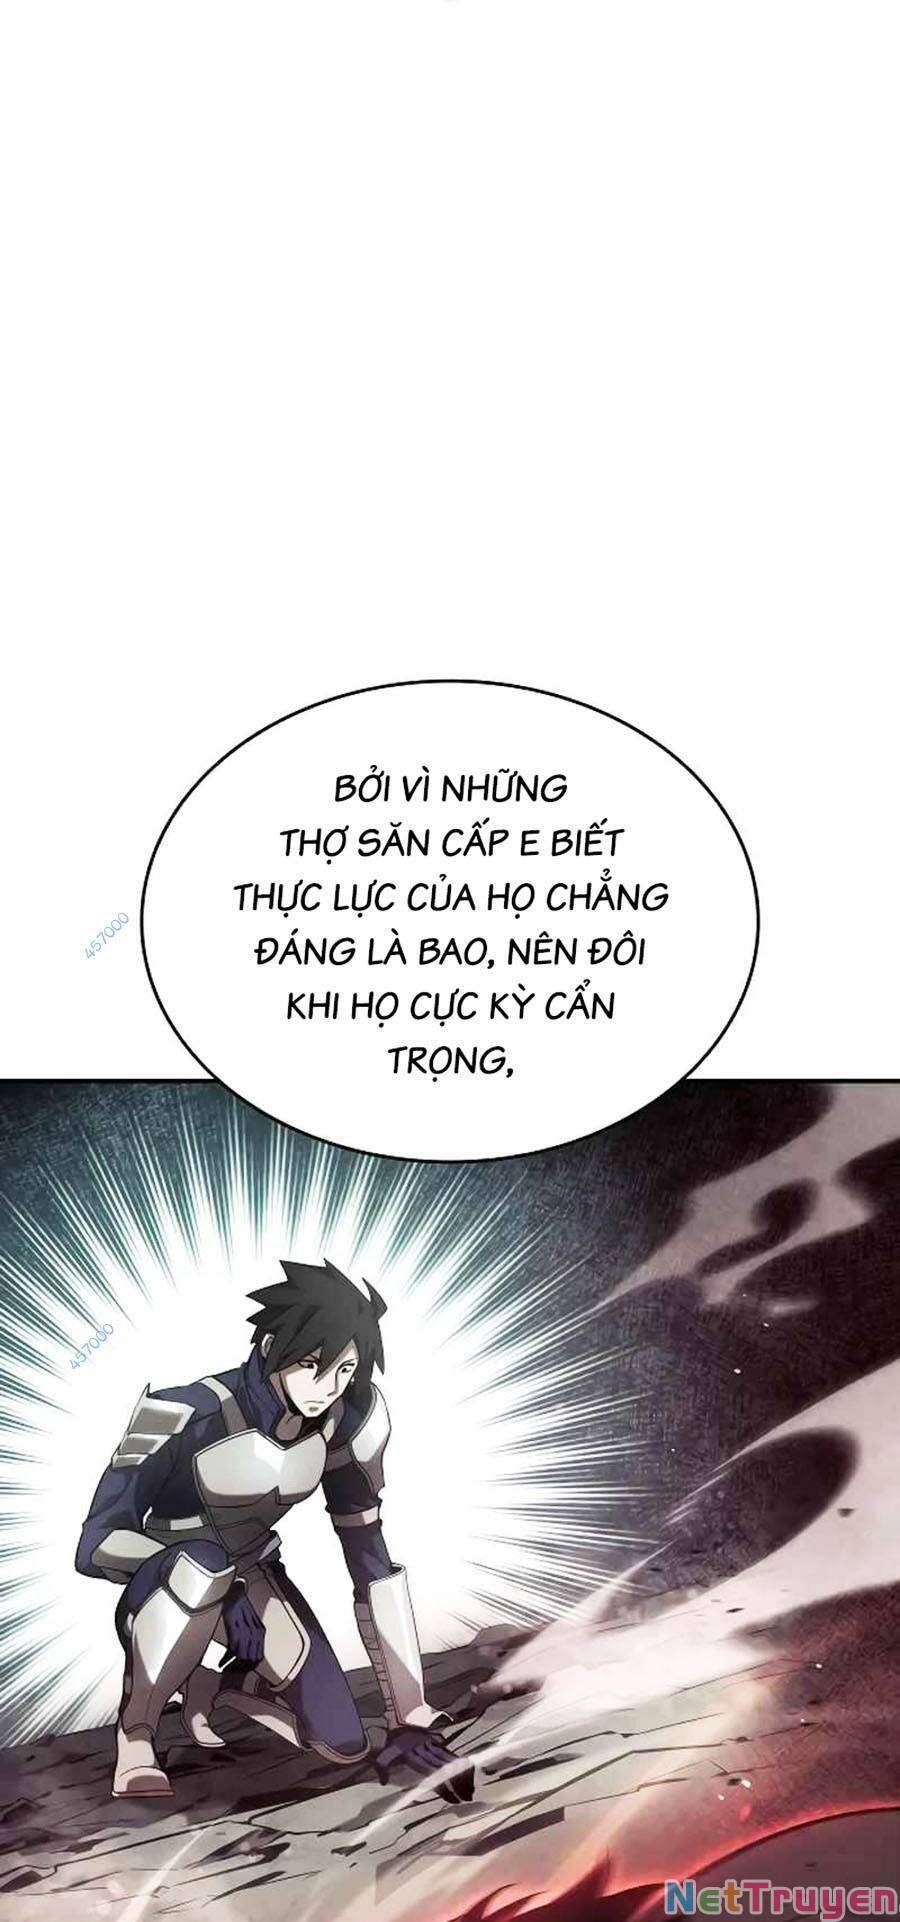 BỞI VÌ NHỮNG
THỢ SĂN CẤP E BIẾT
THỰC LỰC CỦA HỌ CHẲNG
ĐÁNG LÀ BAO, NÊN ĐÔI
KHI HỌ CỰC KỲ CẨN
TRỌNG,
457000
457000
NetTruyen